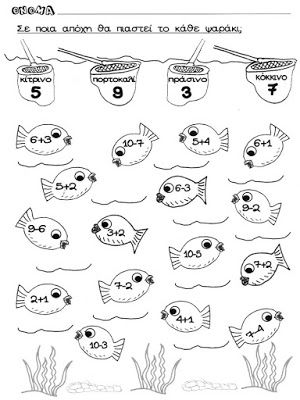 ΟΝΟΜΑ
Σε ποια απόχη θα πιαστεί το κάθε ψαράκι;
κίτρινο πορτοκαλί πράσινο κόκκινο
5 9 3 7
6+3 10-7 5+4 6+1
5+2 6-3 9-2
9-6 3+2 10-5 7+2
2+1 7-2 4+1 7-4
10-3